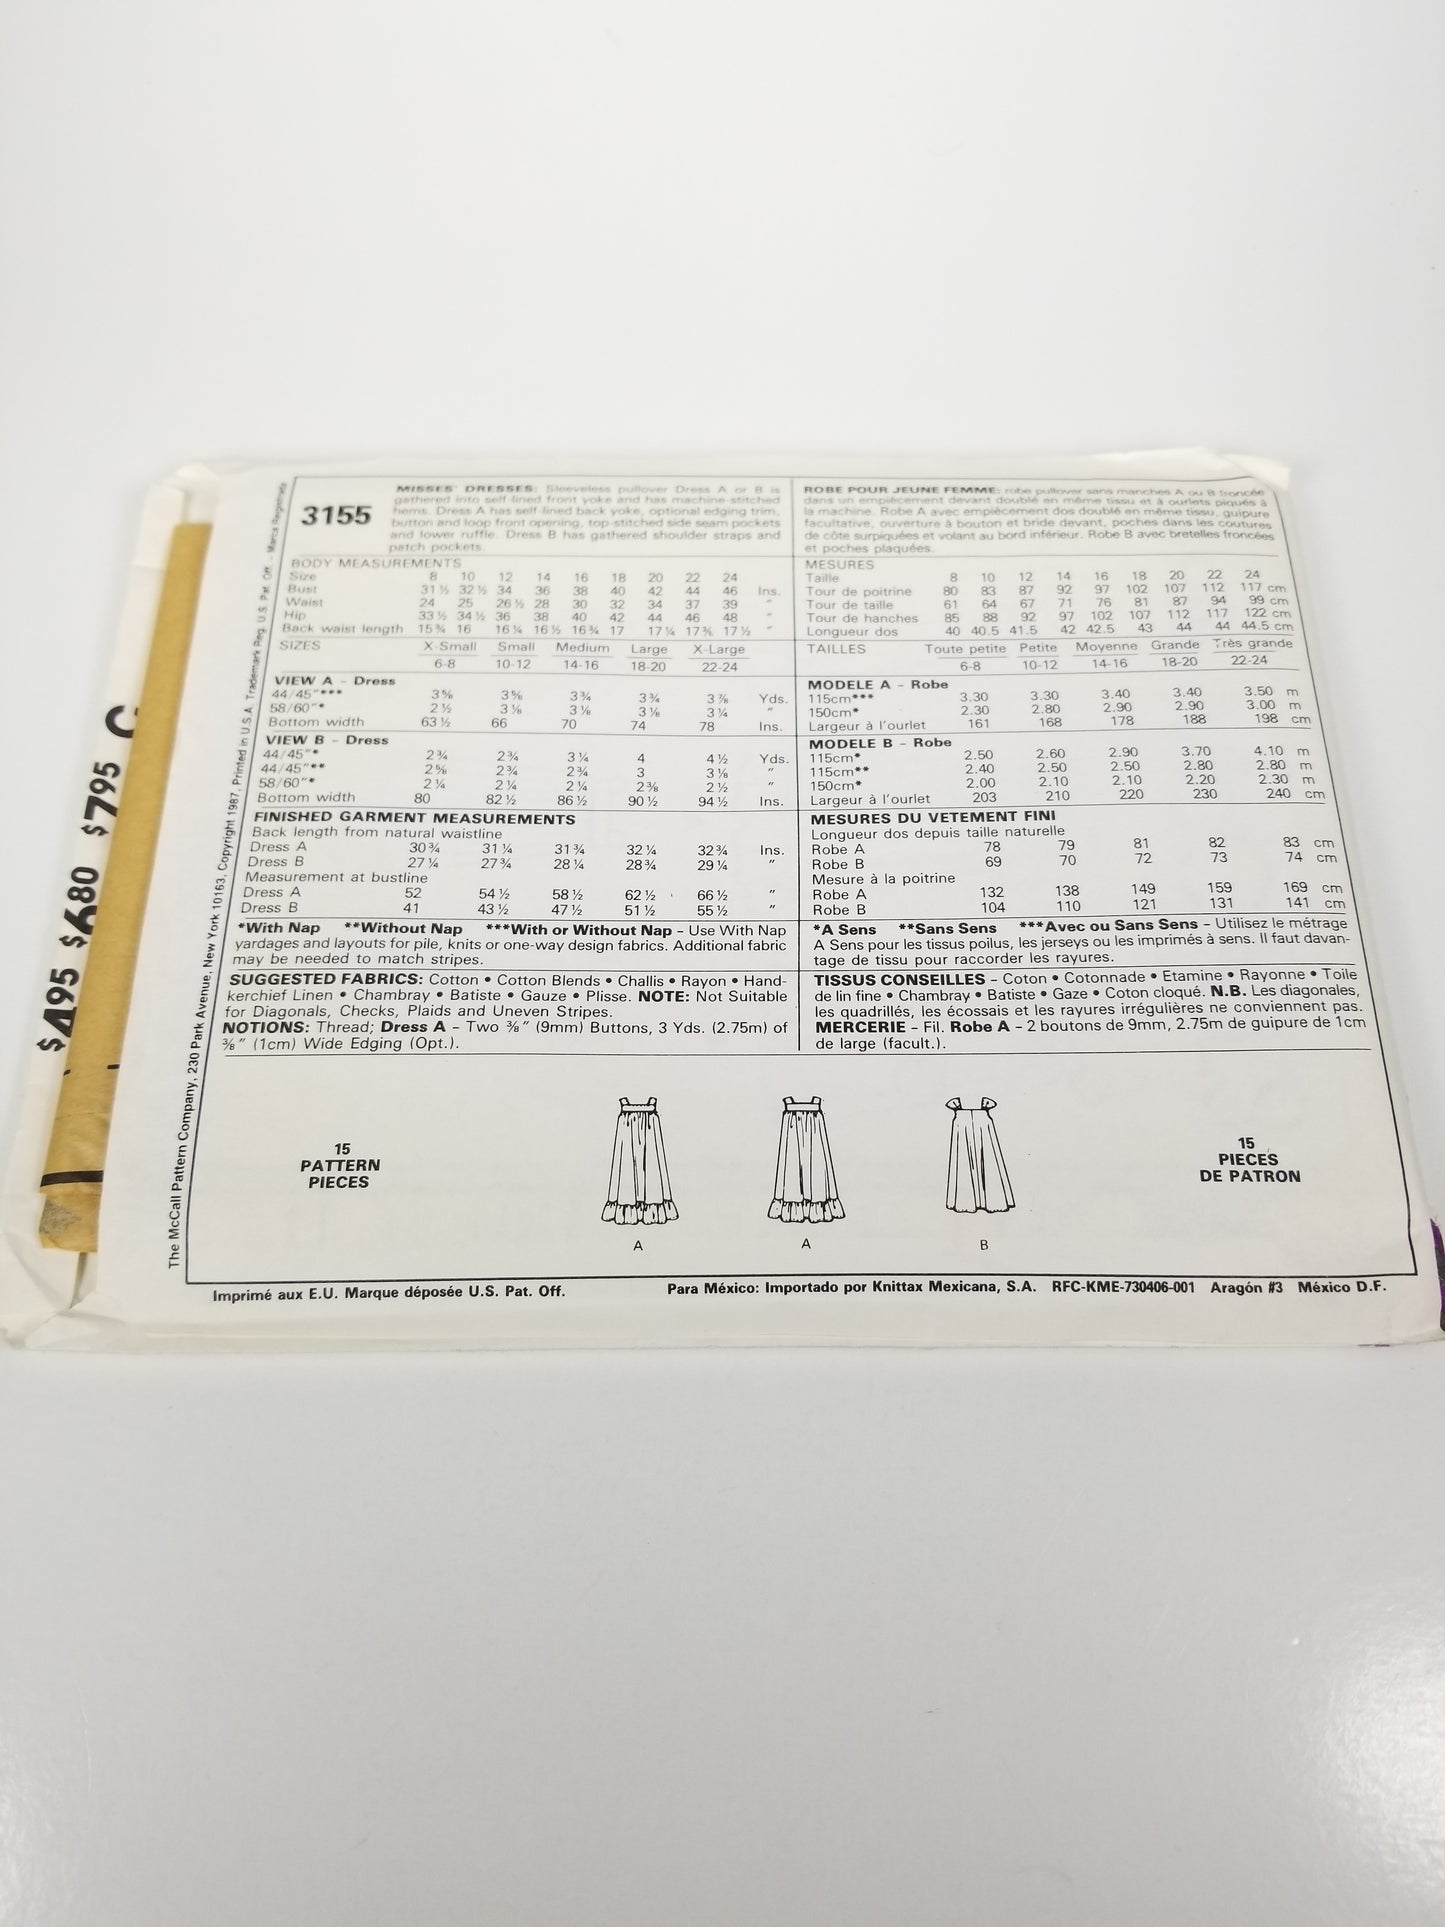 3155
MISSES' DRESSES: Sleeveless pullover Dress A or B is
gathered into self-lined front yoke and has machine-stitched
hems. Dress A has self-lined back yoke, optional edging trim,
button and loop front opening, top-stitched side seam pockets
and lower ruffle. Dress B has gathered shoulder straps and
patch pockets.
BODY MEASUREMENTS
Size 8 10 12 14 16 18 20 22 24
Bust 31½ 32½ 34 36 38 40 42 44 46 Ins.
Waist 24 25 26½ 28 30 32 34 37 39 "
Hip 33½ 34½ 36 38 40 42 44 46 48 "
Back waist length 15¾ 16 16¼ 16½ 16¾ 17 17¼ 17⅜ 17½ "
SIZES X-Small Small Medium Large X-Large
6-8 10-12 14-16 18-20 22-24
VIEW A - Dress
44/45"*** 3⅝ 3⅝ 3¾ 3¾ 3⅞ Yds.
58/60"* 2½ 3⅛ 3⅛ 3⅛ 3¼ "
Bottom width 63½ 66 70 74 78 Ins.
VIEW B - Dress
44/45"* 2¾ 2¾ 3¼ 4 4½ Yds.
44/45"** 2⅝ 2¾ 2¾ 3 3⅛ "
58/60"* 2¼ 2¼ 2¼ 2⅜ 2½ "
Bottom width 80 82½ 86½ 90½ 94½ Ins.
FINISHED GARMENT MEASUREMENTS
Back length from natural waistline
Dress A 30¾ 31¼ 31¾ 32¼ 32¾ Ins.
Dress B 27¼ 27¾ 28¼ 28¾ 29¼ "
Measurement at bustline
Dress A 52 54½ 58½ 62½ 66½ "
Dress B 41 43½ 47½ 51½ 55½ "
*With Nap **Without Nap ***With or Without Nap – Use With Nap
yardages and layouts for pile, knits or one-way design fabrics. Additional fabric
may be needed to match stripes.
SUGGESTED FABRICS: Cotton • Cotton Blends • Challis • Rayon • Hand-
kerchief Linen • Chambray • Batiste • Gauze • Plisse. NOTE: Not Suitable
for Diagonals, Checks, Plaids and Uneven Stripes.
NOTIONS: Thread; Dress A – Two ⅜" (9mm) Buttons, 3 Yds. (2.75m) of
⅜" (1cm) Wide Edging (Opt.).
ROBE POUR JEUNE FEMME: robe pullover sans manches A ou B froncée
dans un empiècement devant doublé en même tissu et à ourlets piqués à
la machine. Robe A avec empiècement dos doublé en même tissu, guipure
facultative, ouverture à bouton et bride devant, poches dans les coutures
de côte surpiquées et volant au bord inférieur. Robe B avec bretelles froncées
et poches plaquées.
MESURES
Taille 8 10 12 14 16 18 20 22 24
Tour de poitrine 80 83 87 92 97 102 107 112 117 cm
Tour de taille 61 64 67 71 76 81 87 94 99 cm
Tour de hanches 85 88 92 97 102 107 112 117 122 cm
Longueur dos 40 40.5 41.5 42 42.5 43 44 44 44.5 cm
TAILLES Toute petite Petite Moyenne Grande Très grande
6-8 10-12 14-16 18-20 22-24
MODELE A – Robe
115cm*** 3.30 3.30 3.40 3.40 3.50 m
150cm* 2.30 2.80 2.90 2.90 3.00 m
Largeur à l'ourlet 161 168 178 188 198 cm
MODELE B – Robe
115cm* 2.50 2.60 2.90 3.70 4.10 m
115cm** 2.40 2.50 2.50 2.80 2.80 m
150cm* 2.00 2.10 2.10 2.20 2.30 m
Largeur à l'ourlet 203 210 220 230 240 cm
MESURES DU VETEMENT FINI
Longueur dos depuis taille naturelle
Robe A 78 79 81 82 83 cm
Robe B 69 70 72 73 74 cm
Mesure à la poitrine
Robe A 132 138 149 159 169 cm
Robe B 104 110 121 131 141 cm
*A Sens **Sans Sens ***Avec ou Sans Sens – Utilisez le métrage
A Sens pour les tissus poilus, les jerseys ou les imprimés à sens. Il faut davan-
tage de tissu pour raccorder les rayures.
TISSUS CONSEILLES – Coton • Cotonnade • Etamine • Rayonne • Toile
de lin fine • Chambray • Batiste • Gaze • Coton cloqué. N.B. Les diagonales,
les quadrillés, les écossais et les rayures irrégulières ne conviennent pas.
MERCERIE – Fil. Robe A – 2 boutons de 9mm, 2.75m de guipure de 1cm
de large (facult.).
15
PATTERN
PIECES
A
A
B
15
PIECES
DE PATRON
Imprimé aux E.U. Marque déposée U.S. Pat. Off.
Para México: Importado por Knittax Mexicana, S.A. RFC-KME-730406-001 Aragón #3 México D.F.
The McCall Pattern Company, 230 Park Avenue, New York 10163, Copyright 1987, Printed in U.S.A. Trademark Reg. U.S. Pat. Off. - Marca Registrada
$4.95 $6.80 $7.95